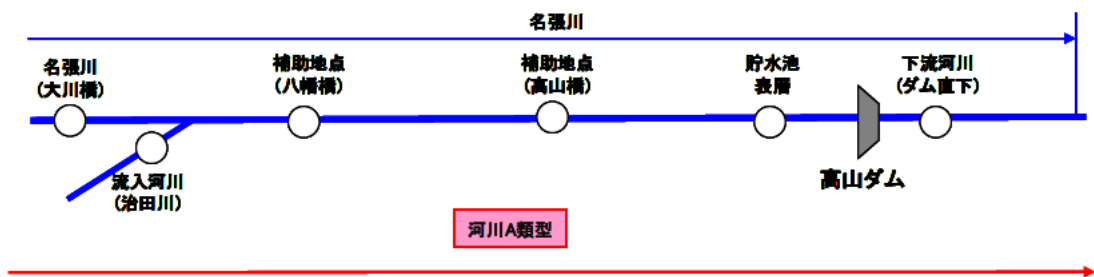 名張川
名張川
(大川橋)
補助地点
(八幡橋)
補助地点
(高山橋)
貯水池
表層
下流河川
(ダム直下)
流入河川
(治田川)
高山ダム
河川A類型